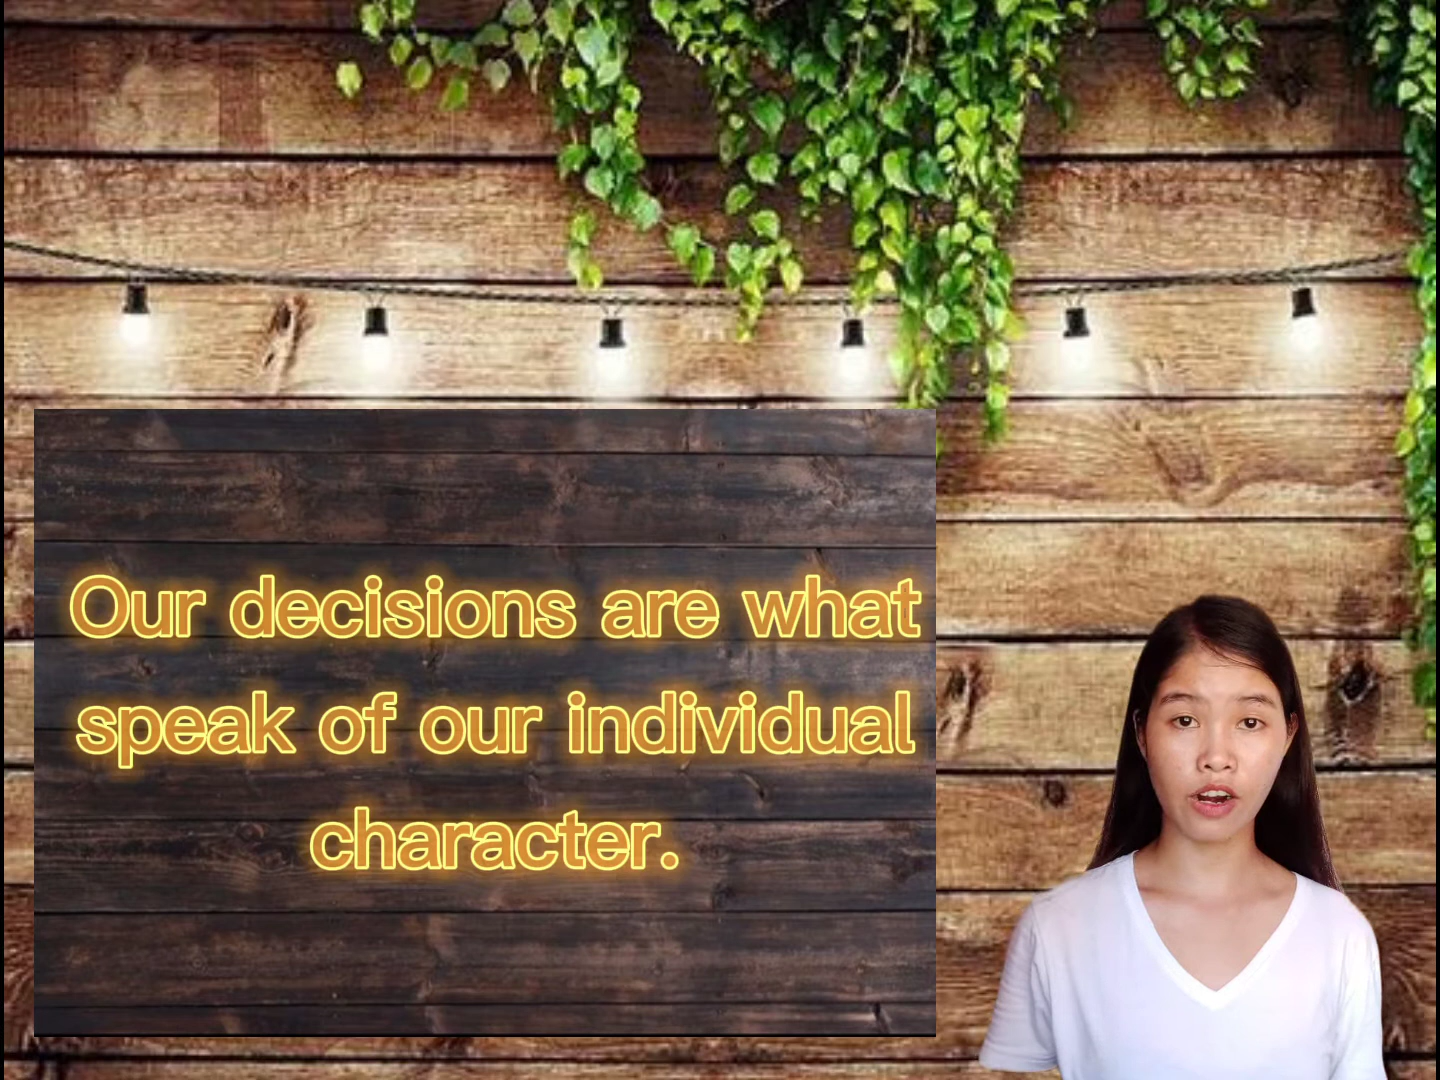 Our decisions are what
speak of our individual
character.